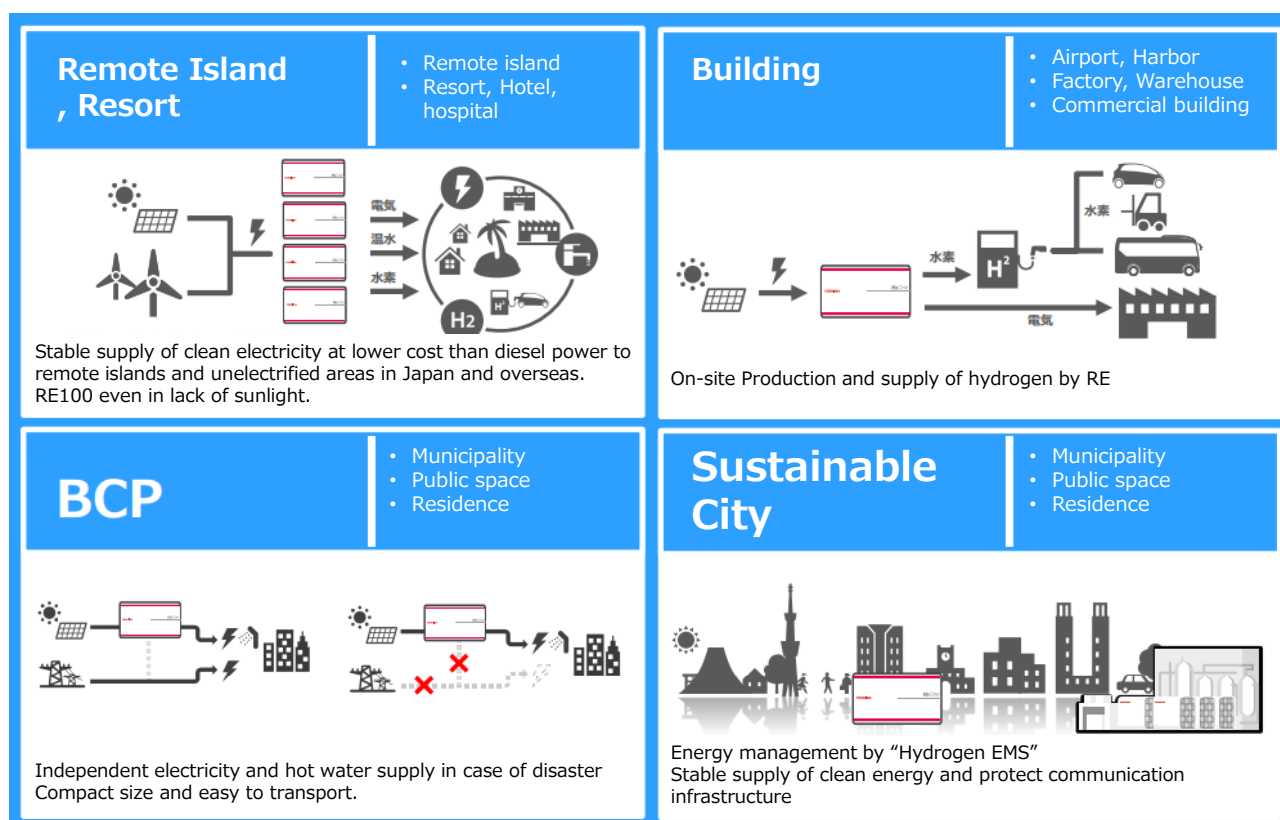 Remote Island
, Resort
• Remote island
• Resort, Hotel,
hospital
電気
温水
水素
H2
H2
Stable supply of clean electricity at lower cost than diesel power to
remote islands and unelectrified areas in Japan and overseas.
RE100 even in lack of sunlight.
Building
• Airport, Harbor
• Factory, Warehouse
• Commercial building
水素
水素
H²
電気
On-site Production and supply of hydrogen by RE
BCP
• Municipality
• Public space
• Residence
Independent electricity and hot water supply in case of disaster
Compact size and easy to transport.
Sustainable
City
• Municipality
• Public space
• Residence
Energy management by “Hydrogen EMS”
Stable supply of clean energy and protect communication
infrastructure